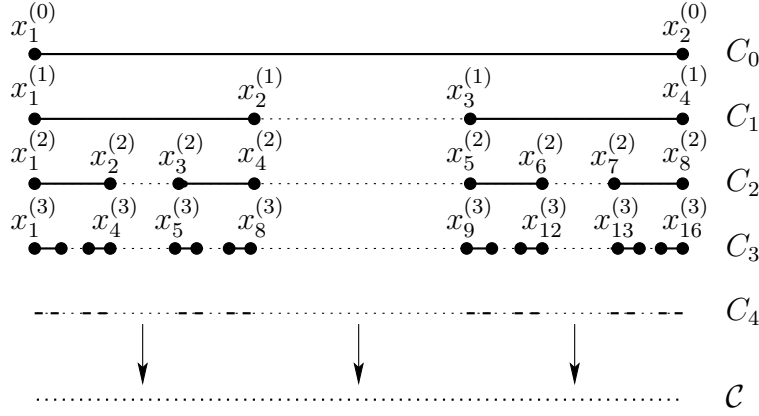 x_1^{(0)} x_2^{(0)} C_0
x_1^{(1)} x_2^{(1)} x_3^{(1)} x_4^{(1)} C_1
x_1^{(2)} x_2^{(2)} x_3^{(2)} x_4^{(2)} x_5^{(2)} x_6^{(2)} x_7^{(2)} x_8^{(2)} C_2
x_1^{(3)} x_4^{(3)} x_5^{(3)} x_8^{(3)} x_9^{(3)} x_{12}^{(3)} x_{13}^{(3)} x_{16}^{(3)} C_3
C_4
𝒞